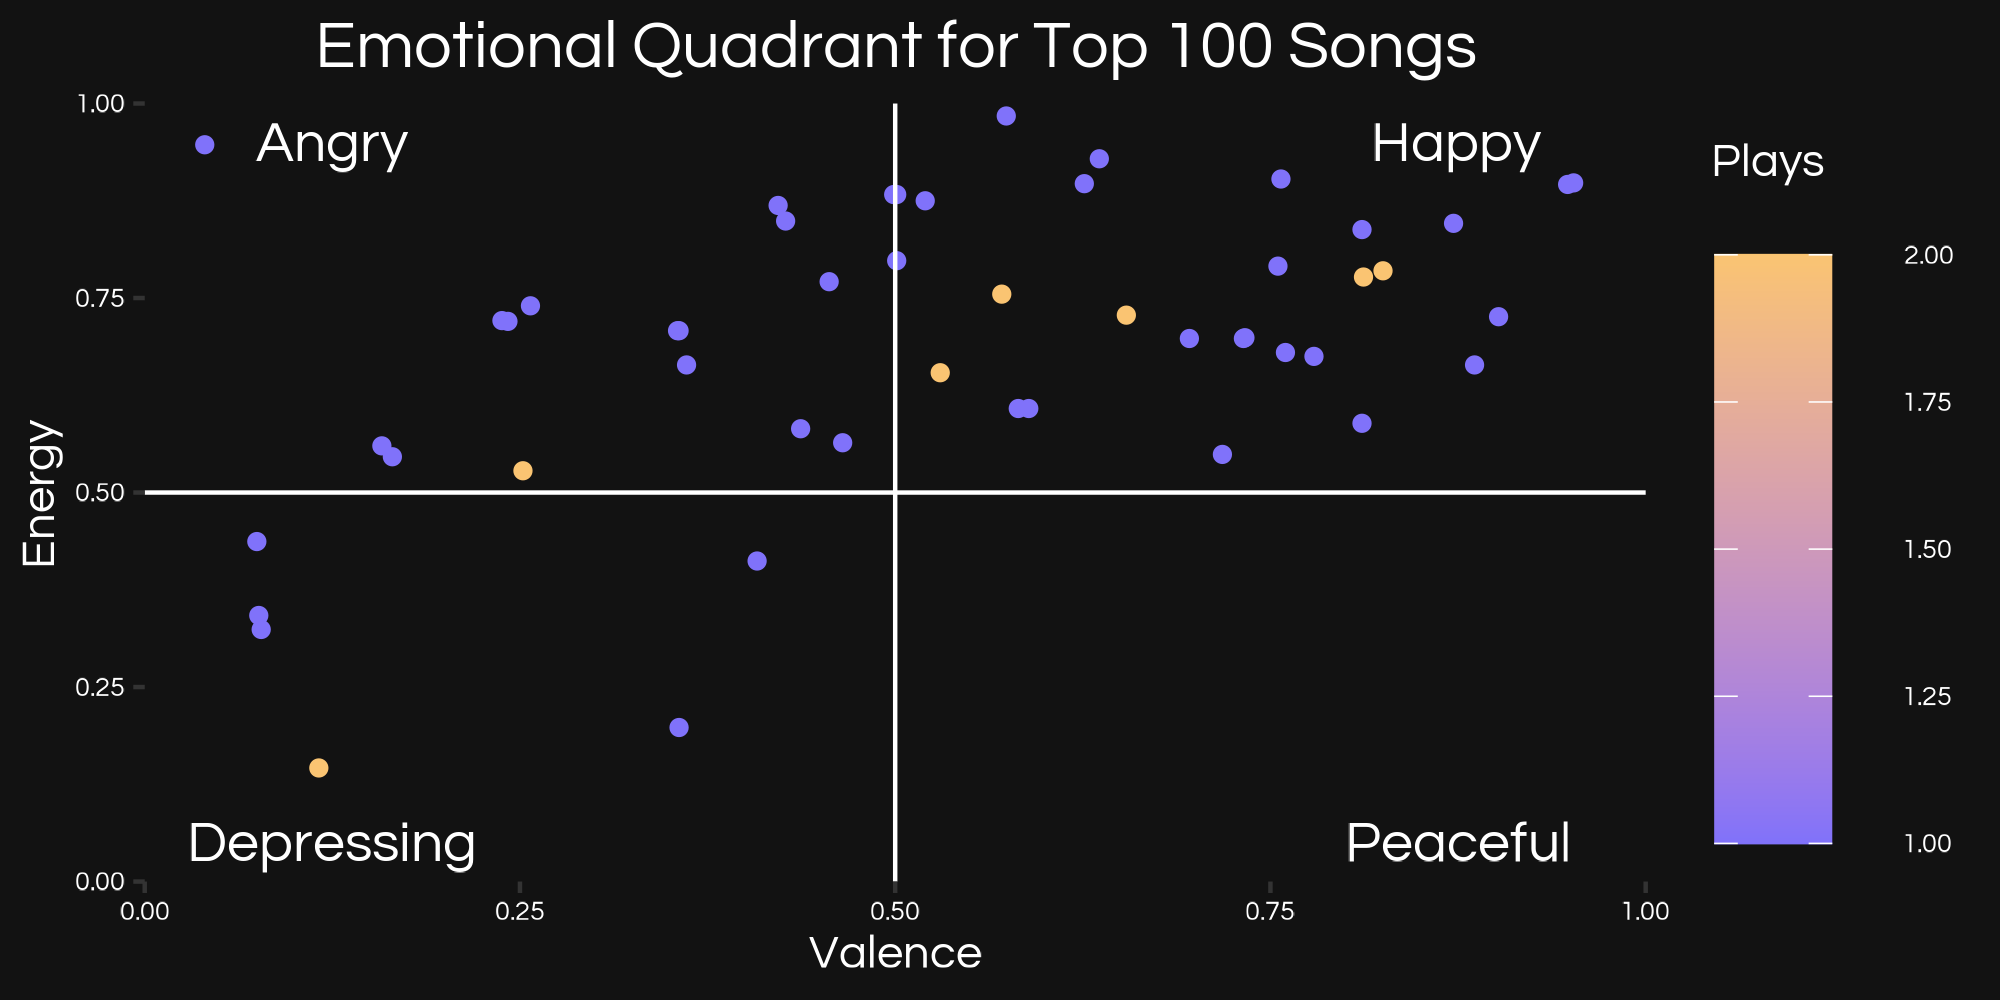 Emotional Quadrant for Top 100 Songs
1.00
Angry
Happy
Plays
0.75
2.00
1.75
Energy
0.50
1.50
0.25
1.25
Depressing
Peaceful
1.00
0.00
0.00
0.25
0.50
0.75
1.00
Valence